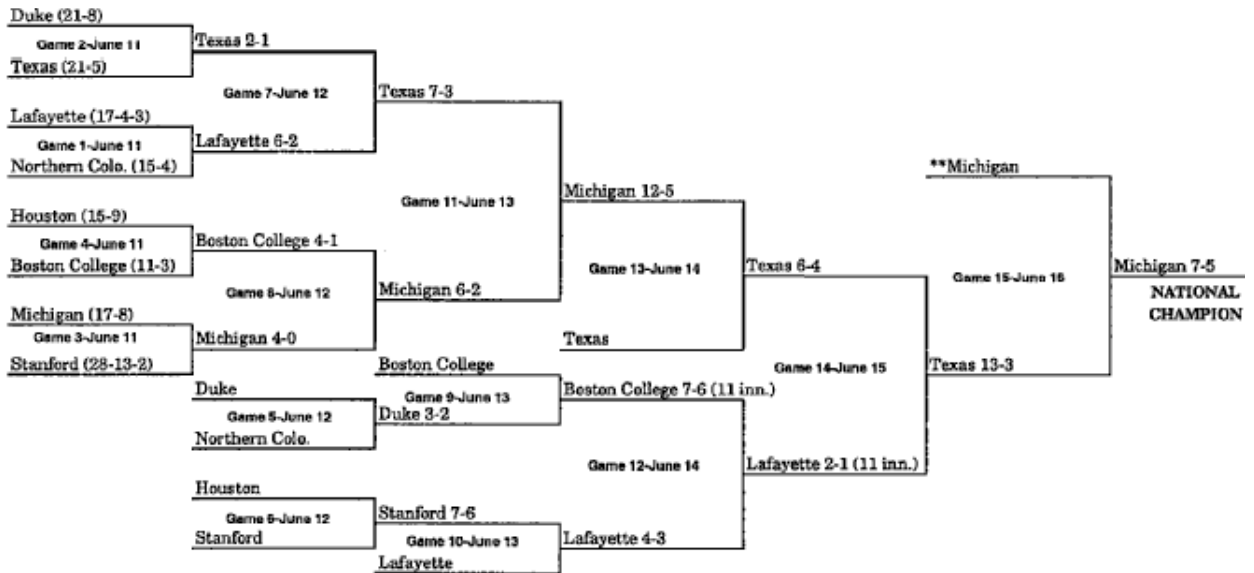 Duke (21-8)
Game 2-June 11
Texas (21-5)
Texas 2-1
Game 7-June 12
Lafayette (17-4-3)
Game 1-June 11
Northern Colo. (15-4)
Lafayette 6-2
Texas 7-3
Game 11-June 13
Houston (15-9)
Game 4-June 11
Boston College (11-3)
Boston College 4-1
Game 8-June 12
Michigan (17-8)
Game 3-June 11
Stanford (28-13-2)
Michigan 4-0
Michigan 6-2
Michigan 12-5
Game 13-June 14
Texas
Texas 6-4
Duke
Game 5-June 12
Northern Colo.
Boston College
Game 9-June 13
Duke 3-2
Boston College 7-6 (11 inn.)
Game 12-June 14
Houston
Game 6-June 12
Stanford
Stanford 7-6
Game 10-June 13
Lafayette
Lafayette 4-3
Game 14-June 15
Lafayette 2-1 (11 inn.)
**Michigan
Game 15-June 16
Texas 13-3
Michigan 7-5
NATIONAL
CHAMPION